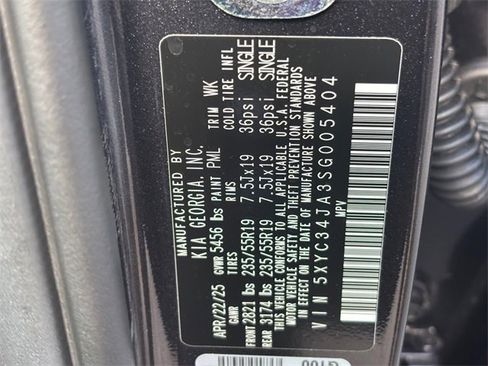 MANUFACTURED BY
KIA GEORGIA, INC.
APR/22/25 GVWR 5456 lbs PAINT PML TRIM WK
GAWR TIRES RIMS COLD TIRE INFL
FRONT 2821 lbs 235/55R19 7.5Jx19 36psi SINGLE
REAR 3174 lbs 235/55R19 7.5Jx19 36psi SINGLE
THIS VEHICLE CONFORMS TO ALL APPLICABLE U.S.A. FEDERAL
MOTOR VEHICLE SAFETY AND THEFT PREVENTION STANDARDS
IN EFFECT ON THE DATE OF MANUFACTURE SHOWN ABOVE.
VIN 5XYC34JA3SG005404
MPV